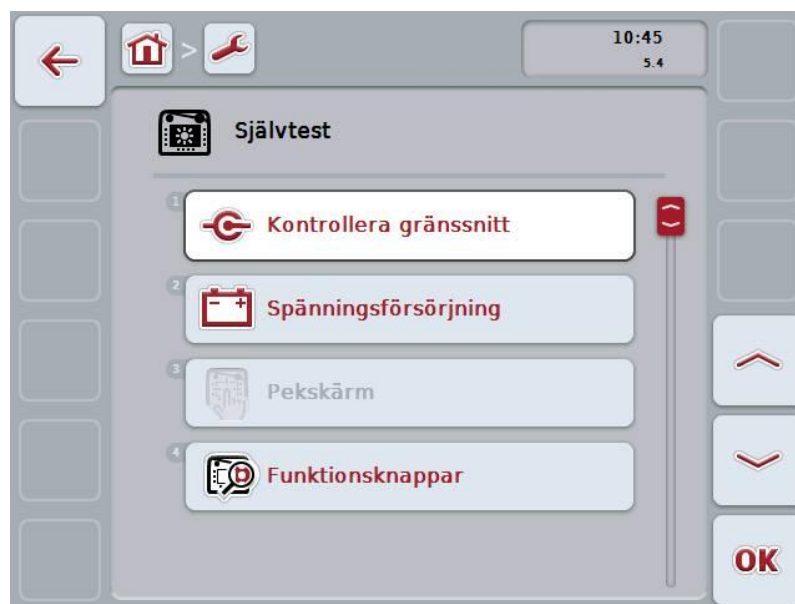 >
10:45
5.4
Självtest
1
Kontrollera gränssnitt
2
Spänningsförsörjning
3
Pekskärm
4
Funktionsknappar
OK